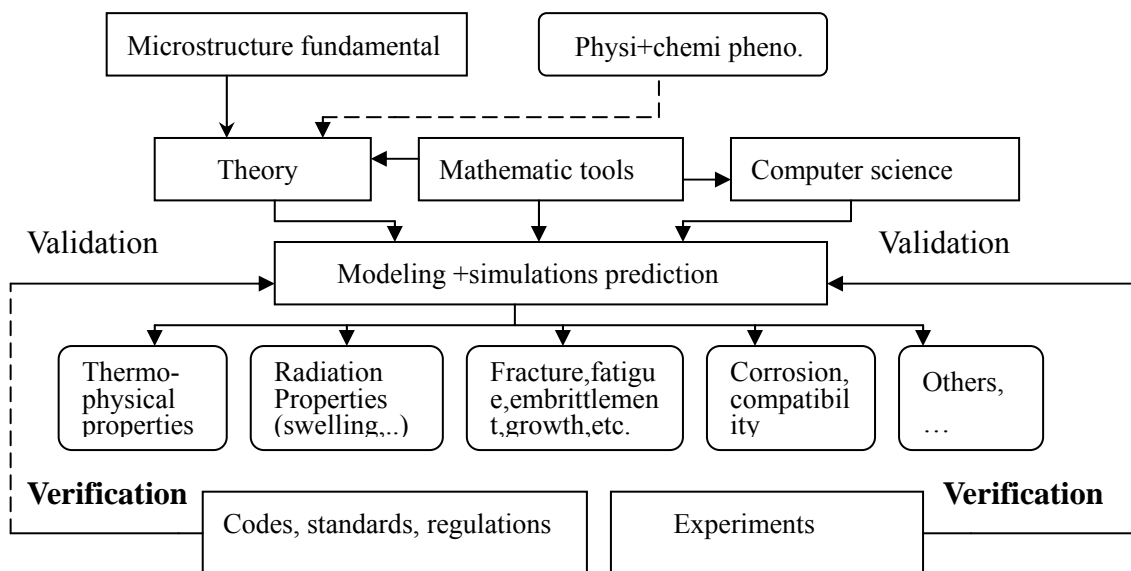 Microstructure fundamental
Physi+chemi pheno.
Theory
Mathematic tools
Computer science
Validation
Validation
Modeling +simulations prediction
Thermo-
physical
properties
Radiation
Properties
(swelling,..)
Fracture,fatigu
e,embrittlemen
t,growth,etc.
Corrosion,
compatibil
ity
Others,
…
Verification
Verification
Codes, standards, regulations
Experiments